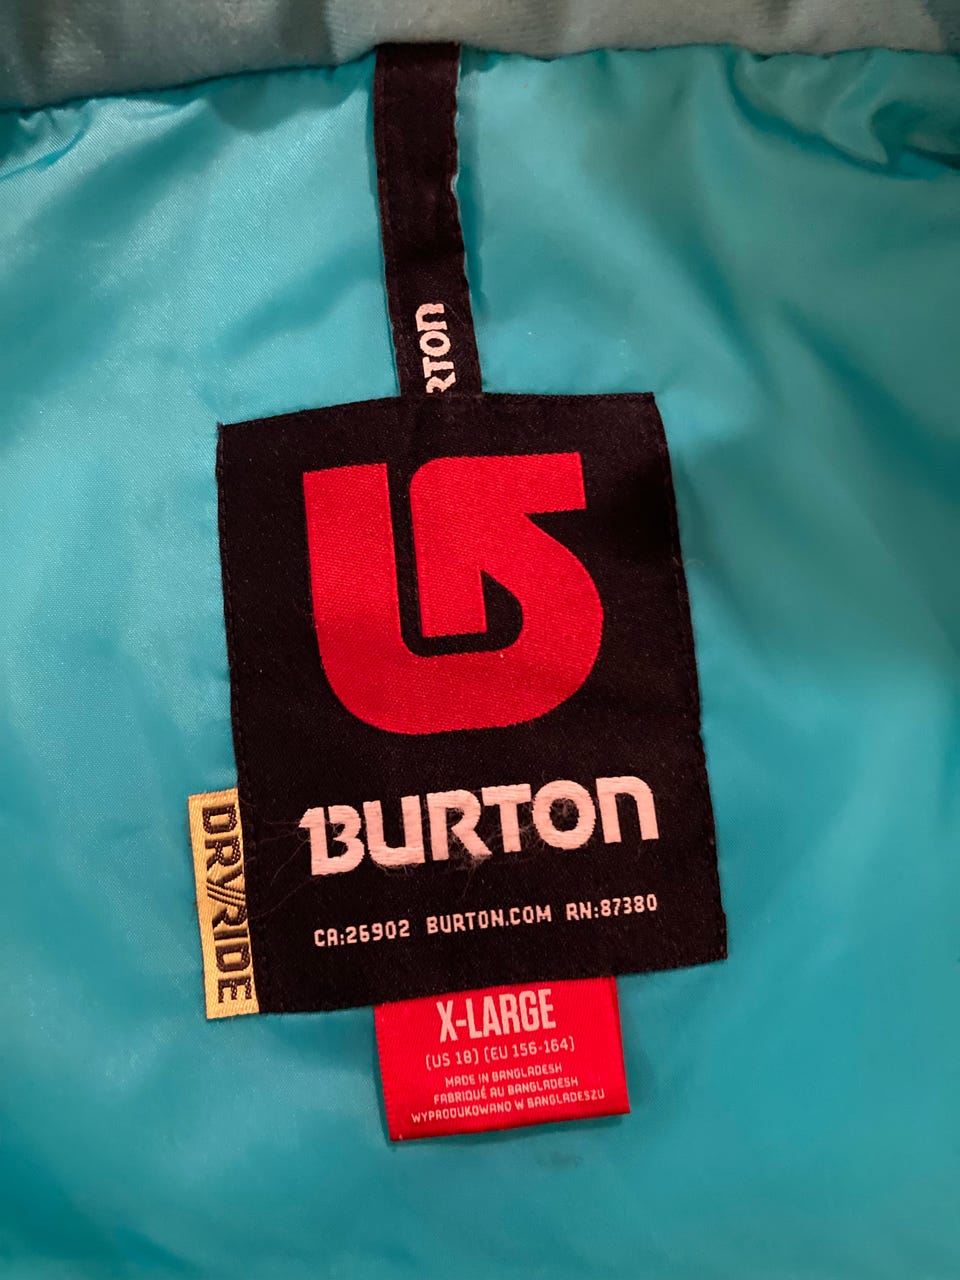 RTON
BURTON
CA:26902 BURTON.COM RN:87380
DRYRIDE
X-LARGE
(US 18) (EU 156-164)
MADE IN BANGLADESH
FABRIQUÉ AU BANGLADESH
WYPRODUKOWANO W BANGLADESZU